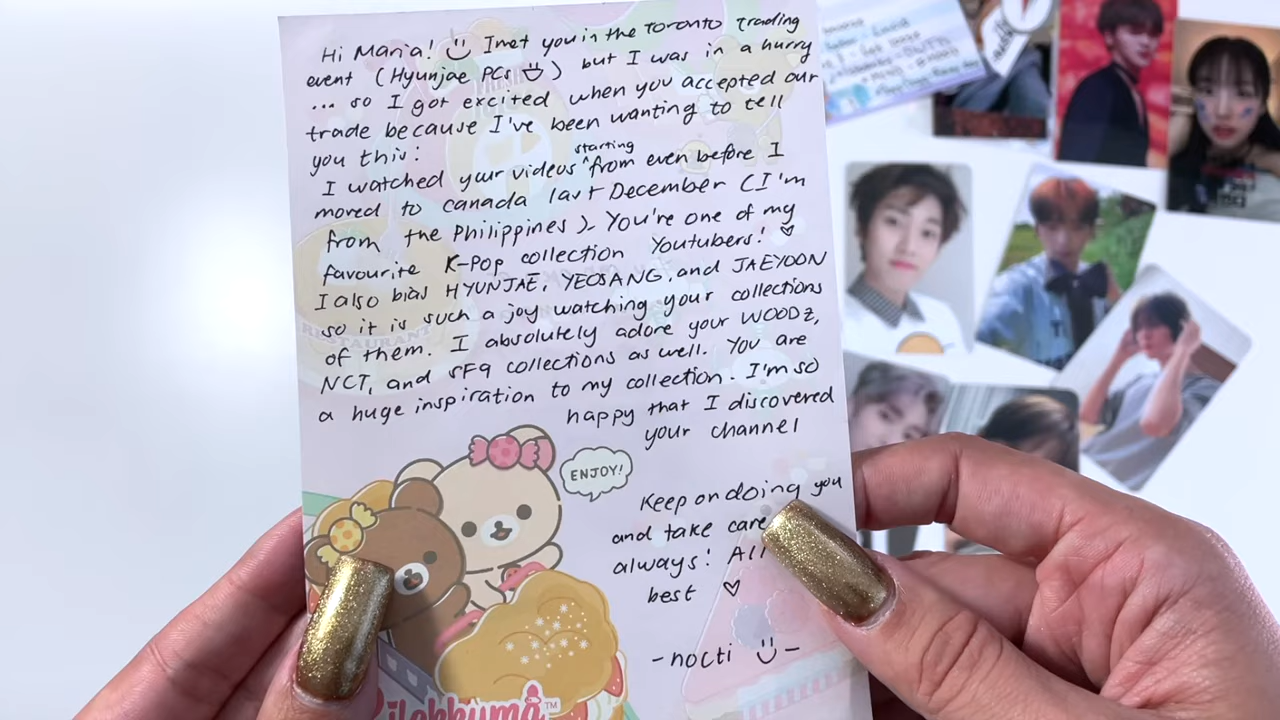 Hi Maria! I met you in the TORONTO trading
event (Hyunjae PCs ) but I was in a hurry
... so I got excited when you accepted our
trade because I've been wanting to tell
you this:
I watched your videos starting from even before I
moved to Canada last December (I'm
from the Philippines). You're one of my
favourite K-Pop collection Youtubers! ♡
I also bias HYUNJAE, YEOSANG, and JAEYOON
so it is such a joy watching your collections
of them. I absolutely adore your WOODZ,
NCT, and SF9 collections as well. You are
a huge inspiration to my collection. I'm so
happy that I discovered
your channel
ENJOY!
Keep on doing you
and take care
always! All
best ♡
-nocti -
Rilakkuma™
RESTAURANT